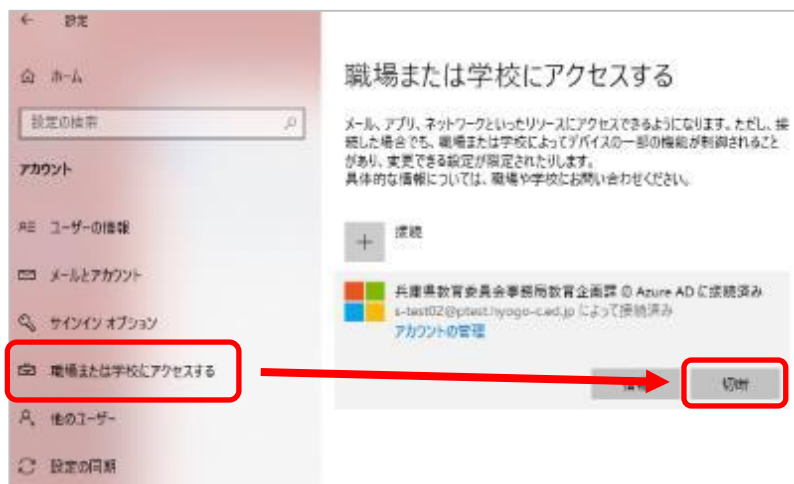 ← 設定
ホーム
設定の検索
アカウント
ユーザーの情報
メールとアカウント
サインイン オプション
職場または学校にアクセスする
他のユーザー
設定の同期
職場または学校にアクセスする
メール、アプリ、ネットワークといったリソースにアクセスできるようになります。ただし、接
続した場合でも、職場または学校によってデバイスの一部の機能が制御されること
があり、変更できる設定が限定されたりします。
具体的な情報については、職場や学校にお問い合わせください。
+ 接続
兵庫県教育委員会事務局教育企画課 の Azure AD に接続済み
s-test02@ptest.hyogo-c.ed.jp によって接続済み
アカウントの管理
切断